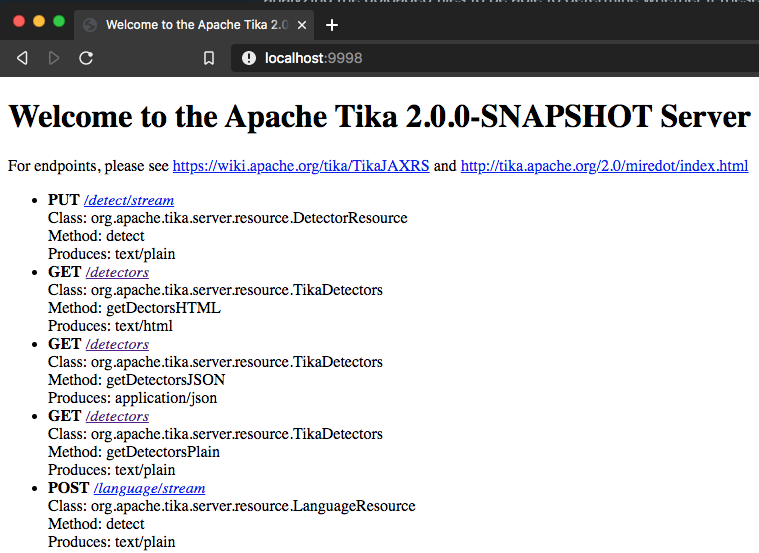 Welcome to the Apache Tika 2.0
localhost:9998
Welcome to the Apache Tika 2.0.0-SNAPSHOT Server
For endpoints, please see https://wiki.apache.org/tika/TikaJAXRS and http://tika.apache.org/2.0/miredot/index.html
PUT /detect/stream
Class: org.apache.tika.server.resource.DetectorResource
Method: detect
Produces: text/plain
GET /detectors
Class: org.apache.tika.server.resource.TikaDetectors
Method: getDectorsHTML
Produces: text/html
GET /detectors
Class: org.apache.tika.server.resource.TikaDetectors
Method: getDetectorsJSON
Produces: application/json
GET /detectors
Class: org.apache.tika.server.resource.TikaDetectors
Method: getDetectorsPlain
Produces: text/plain
POST /language/stream
Class: org.apache.tika.server.resource.LanguageResource
Method: detect
Produces: text/plain